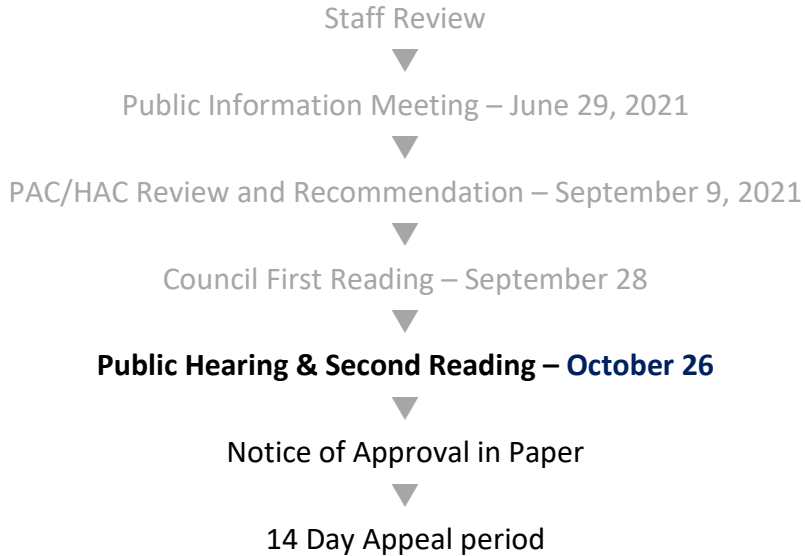 Staff Review
Public Information Meeting – June 29, 2021
PAC/HAC Review and Recommendation – September 9, 2021
Council First Reading – September 28
Public Hearing & Second Reading – October 26
Notice of Approval in Paper
14 Day Appeal period